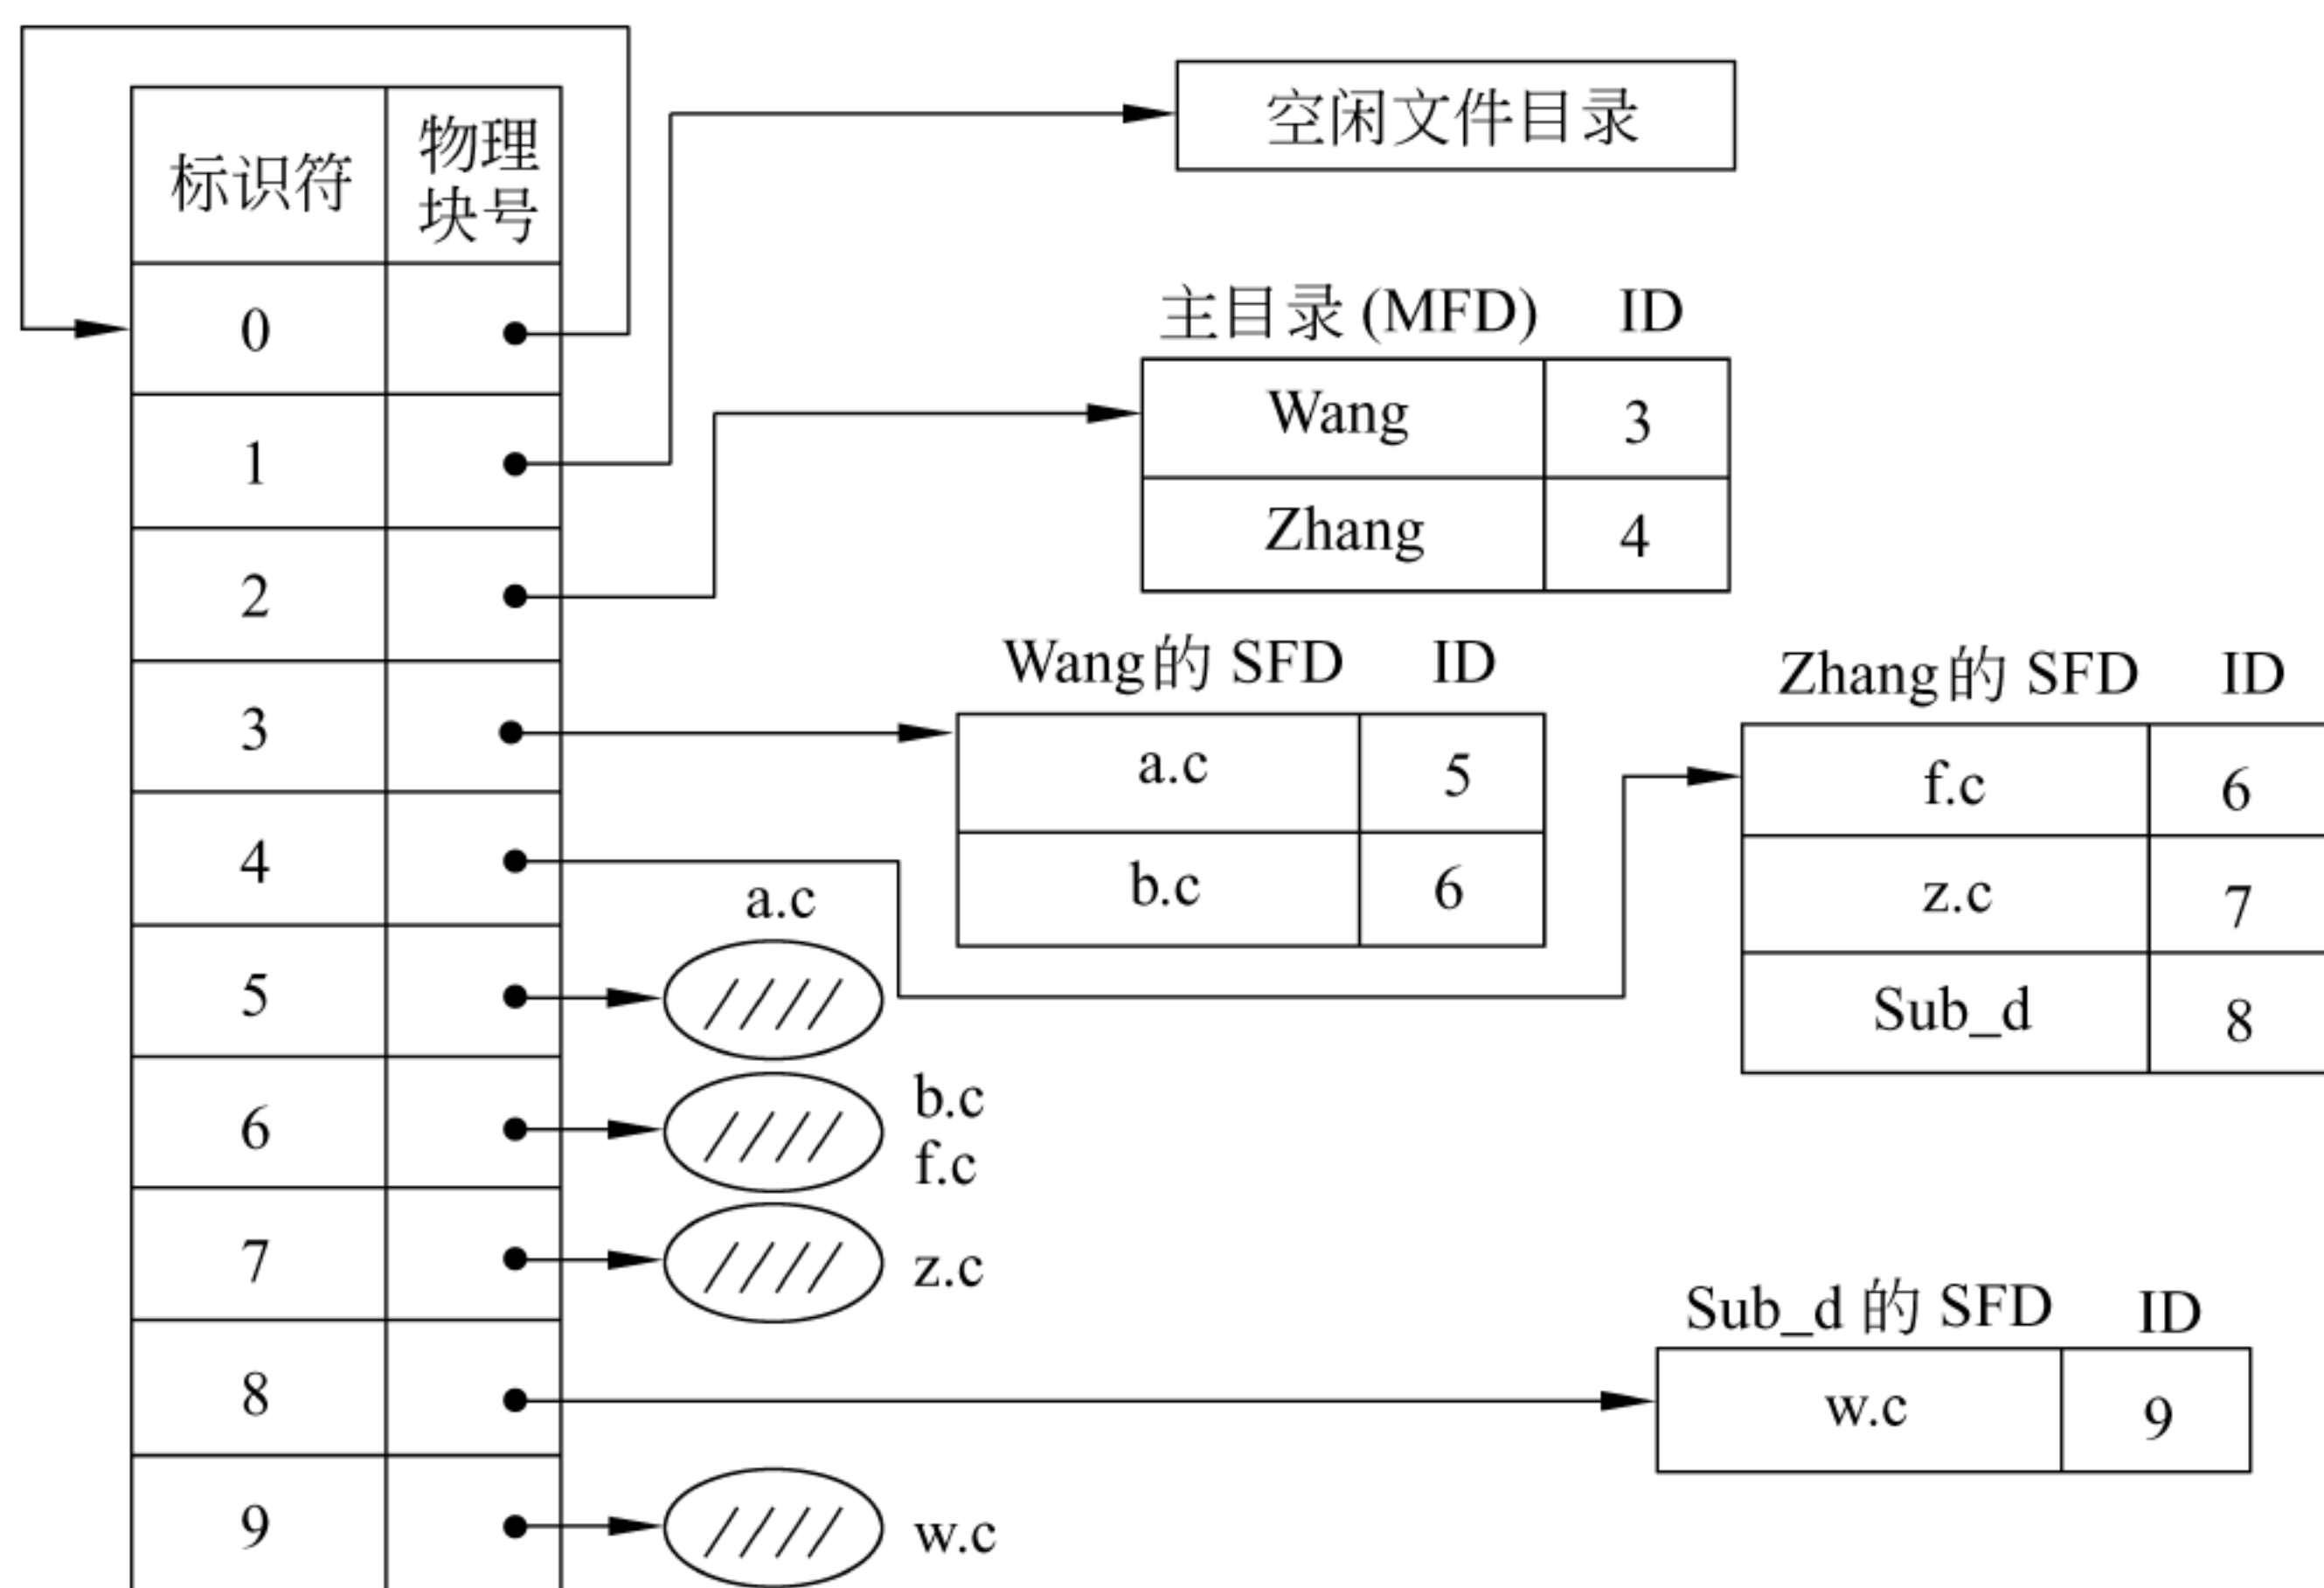 标识符 物理块号
空闲文件目录
0
主目录 (MFD) ID
Wang 3
1
Zhang 4
2
Wang的 SFD ID
Zhang的 SFD ID
3
a.c 5
f.c 6
4
a.c
b.c 6
z.c 7
5
Sub_d 8
6
b.c
f.c
7
z.c
Sub_d 的 SFD ID
8
w.c 9
9
w.c